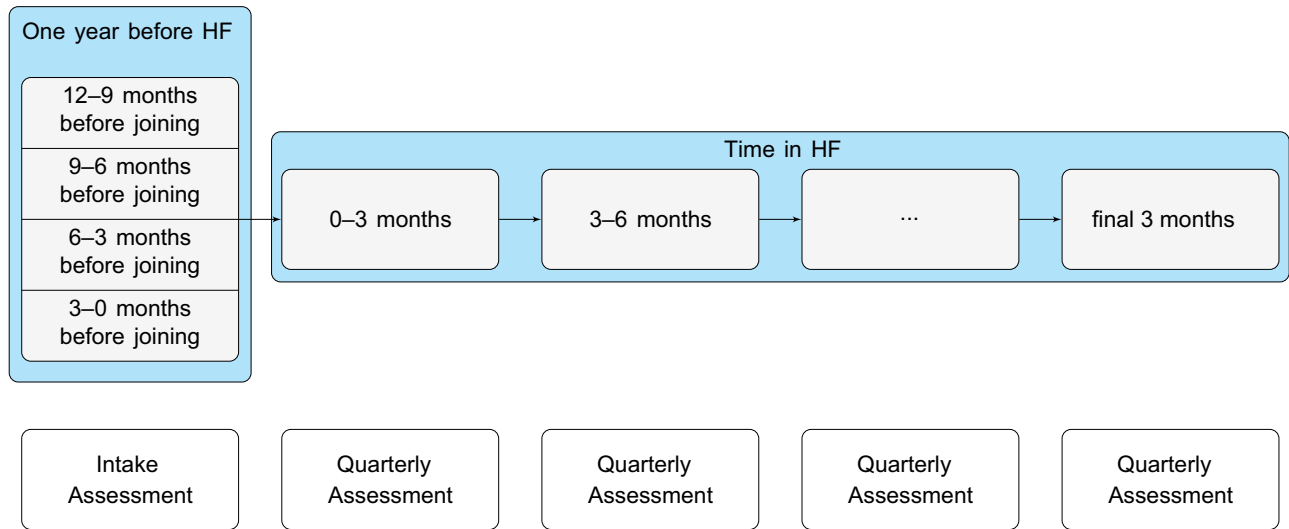 One year before HF
12–9 months
before joining
9–6 months
before joining
6–3 months
before joining
3–0 months
before joining
Time in HF
0–3 months
3–6 months
...
final 3 months
Intake
Assessment
Quarterly
Assessment
Quarterly
Assessment
Quarterly
Assessment
Quarterly
Assessment